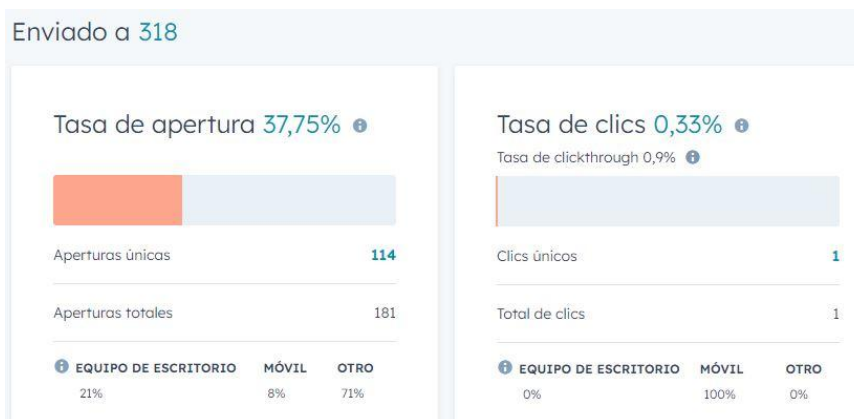 Enviado a 318
Tasa de apertura 37,75%
Aperturas únicas 114
Aperturas totales 181
EQUIPO DE ESCRITORIO MÓVIL OTRO
21% 8% 71%
Tasa de clics 0,33%
Tasa de clickthrough 0,9%
Clics únicos 1
Total de clics 1
EQUIPO DE ESCRITORIO MÓVIL OTRO
0% 100% 0%